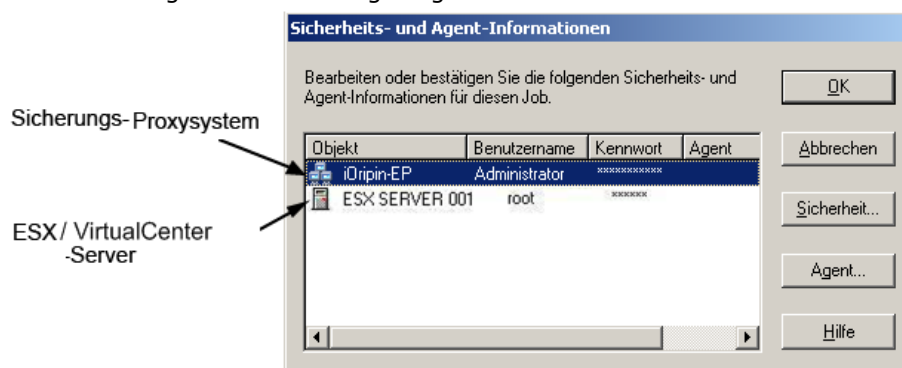 Sicherheits- und Agent-Informationen
Bearbeiten oder bestätigen Sie die folgenden Sicherheits- und
Agent-Informationen für diesen Job.
OK
Sicherungs- Proxysystem
Objekt Benutzername Kennwort Agent
Abbrechen
iOripin-EP Administrator ***********
ESX SERVER 001 root ******
Sicherheit...
ESX / VirtualCenter
-Server
Agent...
Hilfe